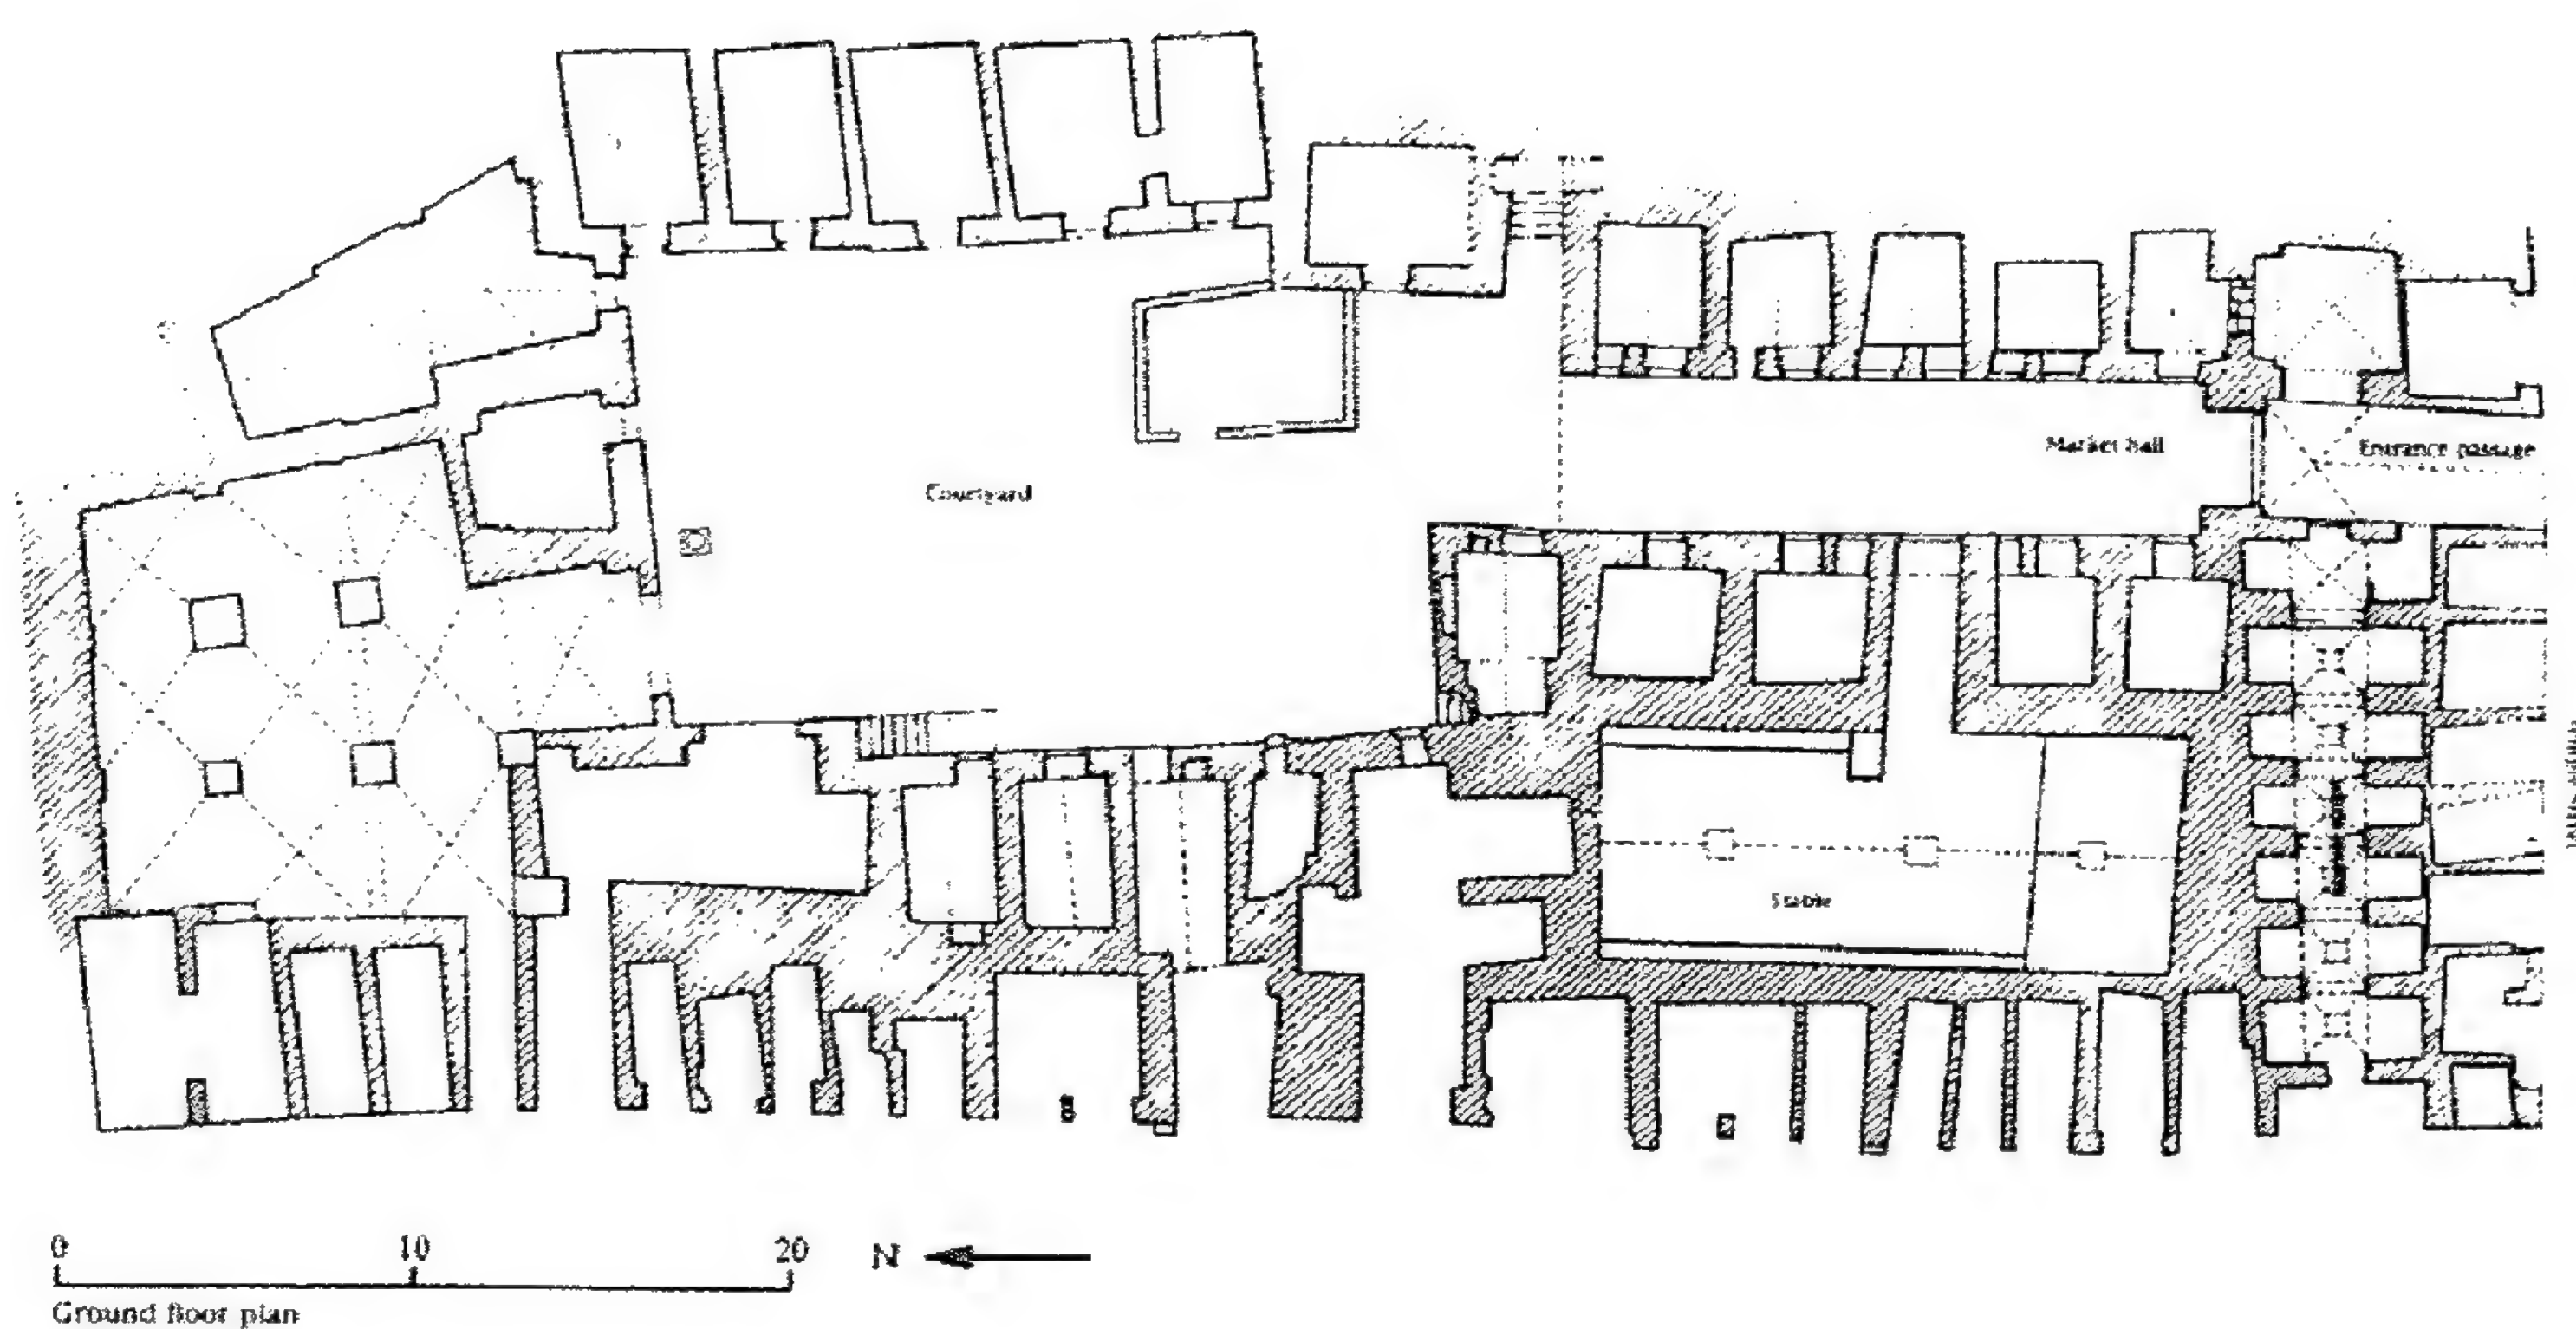 Courtyard
Market hall
Entrance passage
Stable
0 10 20
N
Ground floor plan